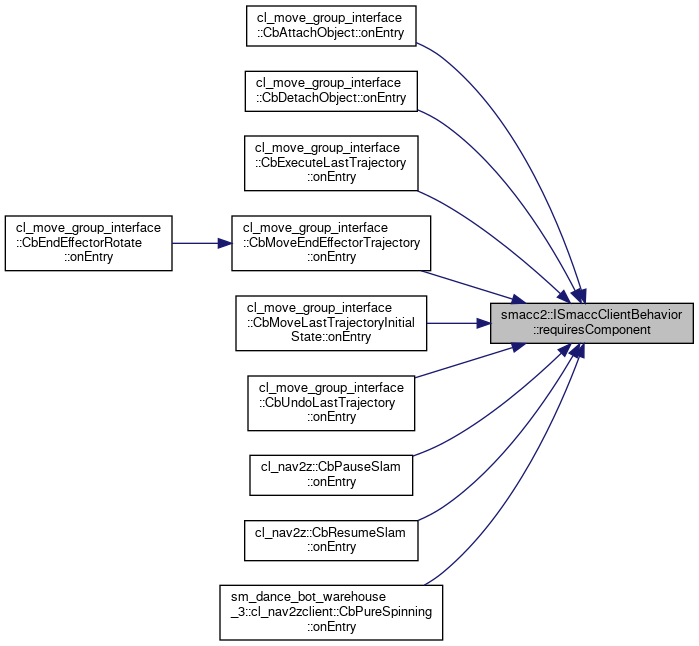 cl_move_group_interface
::CbAttachObject::onEntry
cl_move_group_interface
::CbDetachObject::onEntry
cl_move_group_interface
::CbExecuteLastTrajectory
::onEntry
cl_move_group_interface
::CbEndEffectorRotate
::onEntry
cl_move_group_interface
::CbMoveEndEffectorTrajectory
::onEntry
cl_move_group_interface
::CbMoveLastTrajectoryInitial
State::onEntry
smacc2::ISmaccClientBehavior
::requiresComponent
cl_move_group_interface
::CbUndoLastTrajectory
::onEntry
cl_nav2z::CbPauseSlam
::onEntry
cl_nav2z::CbResumeSlam
::onEntry
sm_dance_bot_warehouse
_3::cl_nav2zclient::CbPureSpinning
::onEntry